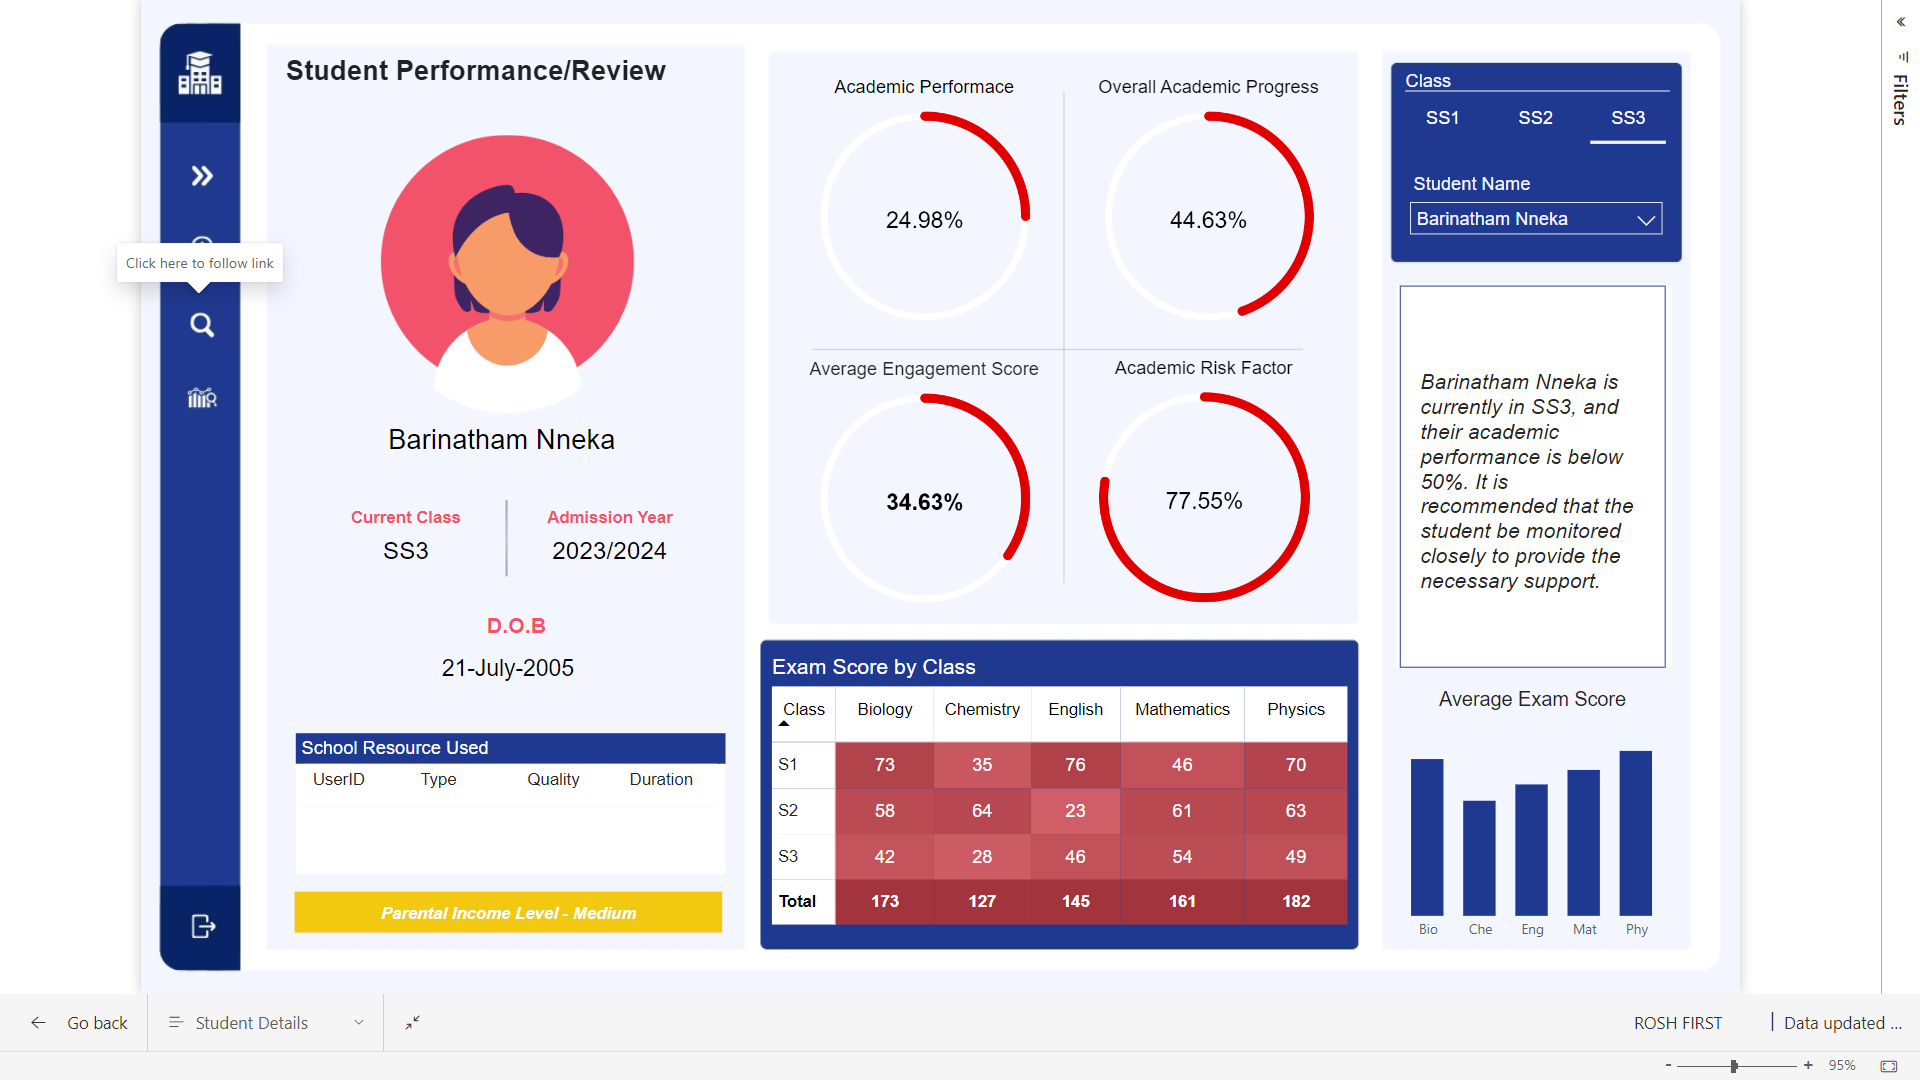 Student Performance/Review
Click here to follow link
Barinatham Nneka
Current Class
SS3
Admission Year
2023/2024
D.O.B
21-July-2005
School Resource Used
UserID Type Quality Duration
Parental Income Level - Medium
Academic Performace
24.98%
Overall Academic Progress
44.63%
Average Engagement Score
34.63%
Academic Risk Factor
77.55%
Exam Score by Class
Class Biology Chemistry English Mathematics Physics
S1 73 35 76 46 70
S2 58 64 23 61 63
S3 42 28 46 54 49
Total 173 127 145 161 182
Class
SS1 SS2 SS3
Student Name
Barinatham Nneka
Barinatham Nneka is
currently in SS3, and
their academic
performance is below
50%. It is
recommended that the
student be monitored
closely to provide the
necessary support.
Average Exam Score
Bio Che Eng Mat Phy
Filters
Go back
Student Details
ROSH FIRST
Data updated ...
- + 95%